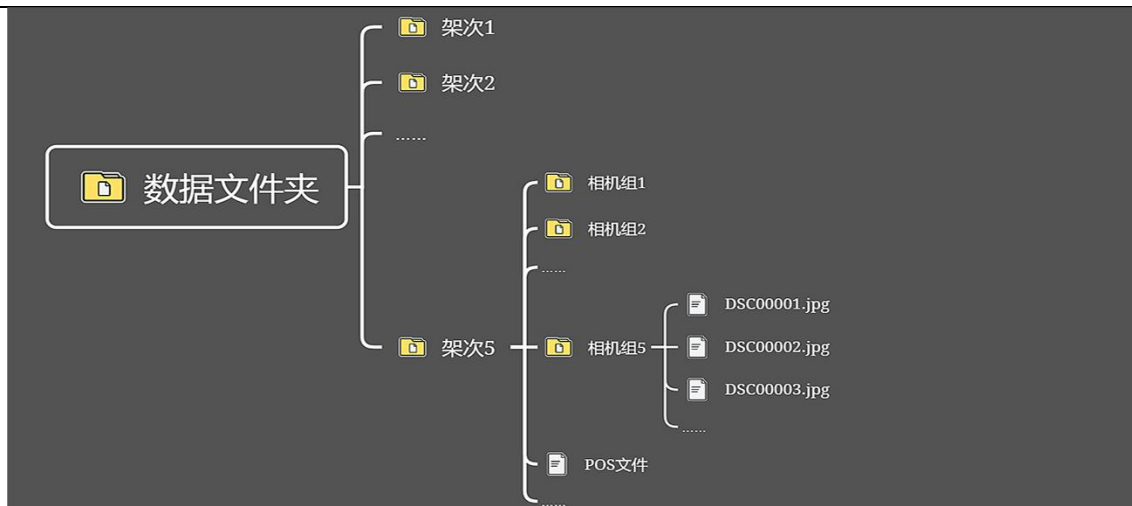 架次1
架次2
……
数据文件夹
相机组1
相机组2
……
DSC00001.jpg
架次5
相机组5
DSC00002.jpg
DSC00003.jpg
……
POS文件
……